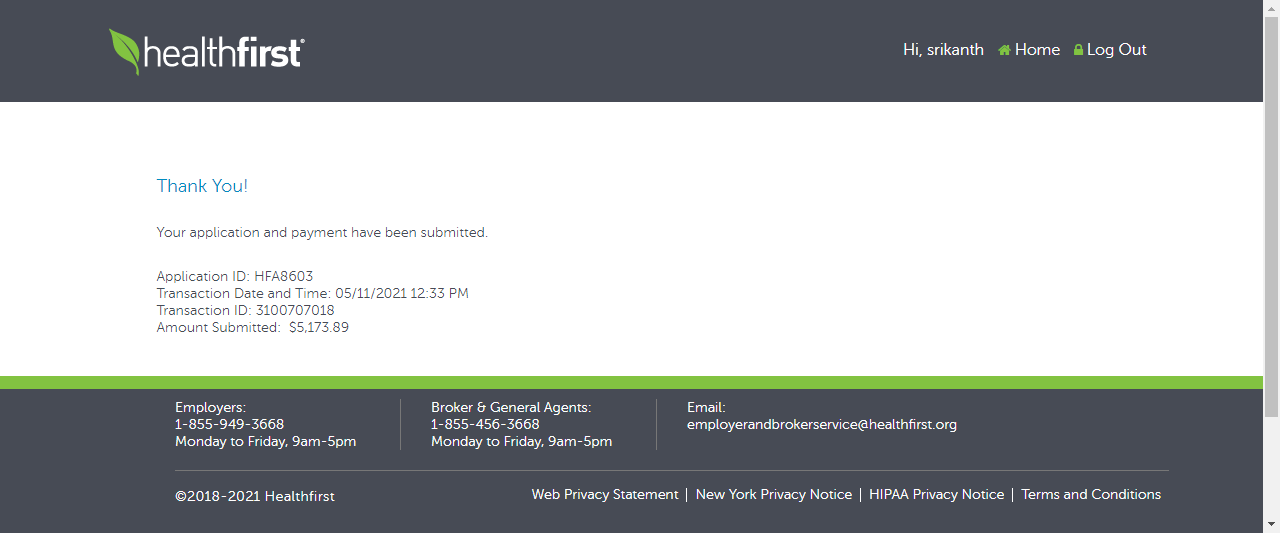 healthfirst®
Hi, srikanth Home Log Out
Thank You!
Your application and payment have been submitted.
Application ID: HFA8603
Transaction Date and Time: 05/11/2021 12:33 PM
Transaction ID: 3100707018
Amount Submitted: $5,173.89
Employers:
1-855-949-3668
Monday to Friday, 9am-5pm
Broker & General Agents:
1-855-456-3668
Monday to Friday, 9am-5pm
Email:
employerandbrokerservice@healthfirst.org
©2018-2021 Healthfirst
Web Privacy Statement | New York Privacy Notice | HIPAA Privacy Notice | Terms and Conditions